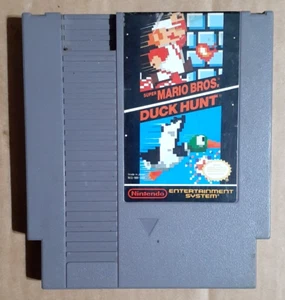 SUPER MARIO BROS.
DUCK HUNT
Nintendo
ENTERTAINMENT
SYSTEM